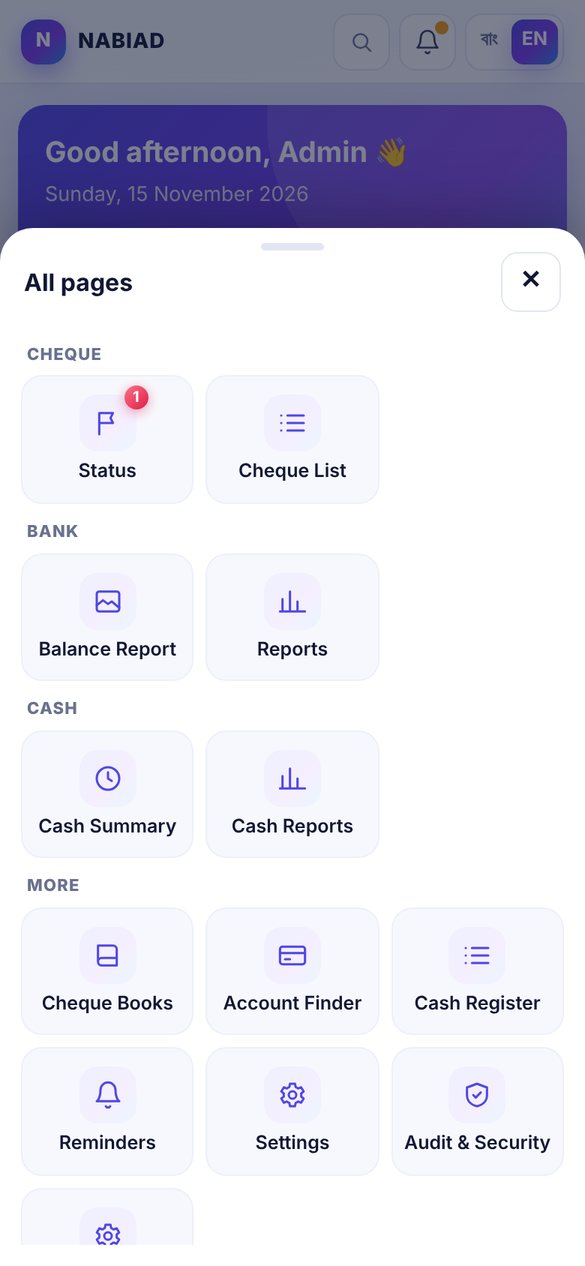 N NABIAD বাং EN
Good afternoon, Admin 👋
Sunday, 15 November 2026
All pages ✕
CHEQUE
1
Status Cheque List
BANK
Balance Report Reports
CASH
Cash Summary Cash Reports
MORE
Cheque Books Account Finder Cash Register
Reminders Settings Audit & Security